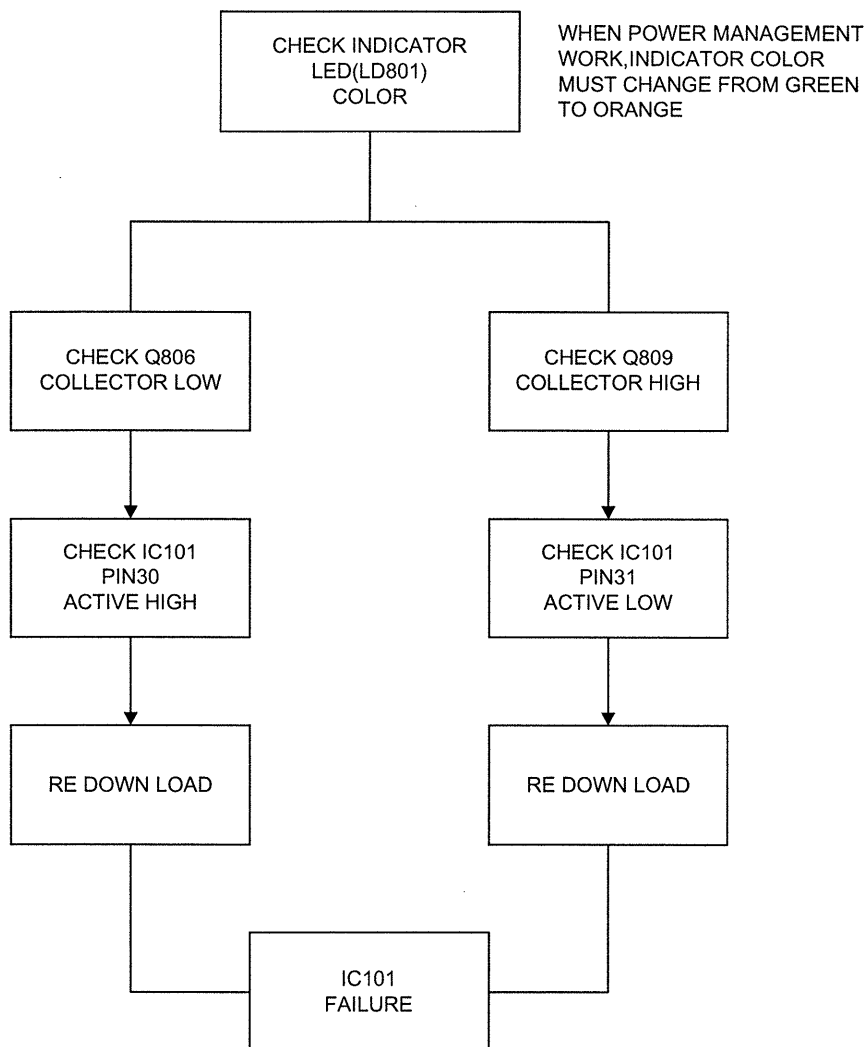 CHECK INDICATOR
LED(LD801)
COLOR
WHEN POWER MANAGEMENT
WORK,INDICATOR COLOR
MUST CHANGE FROM GREEN
TO ORANGE
CHECK Q806
COLLECTOR LOW
CHECK Q809
COLLECTOR HIGH
CHECK IC101
PIN30
ACTIVE HIGH
CHECK IC101
PIN31
ACTIVE LOW
RE DOWN LOAD
RE DOWN LOAD
IC101
FAILURE